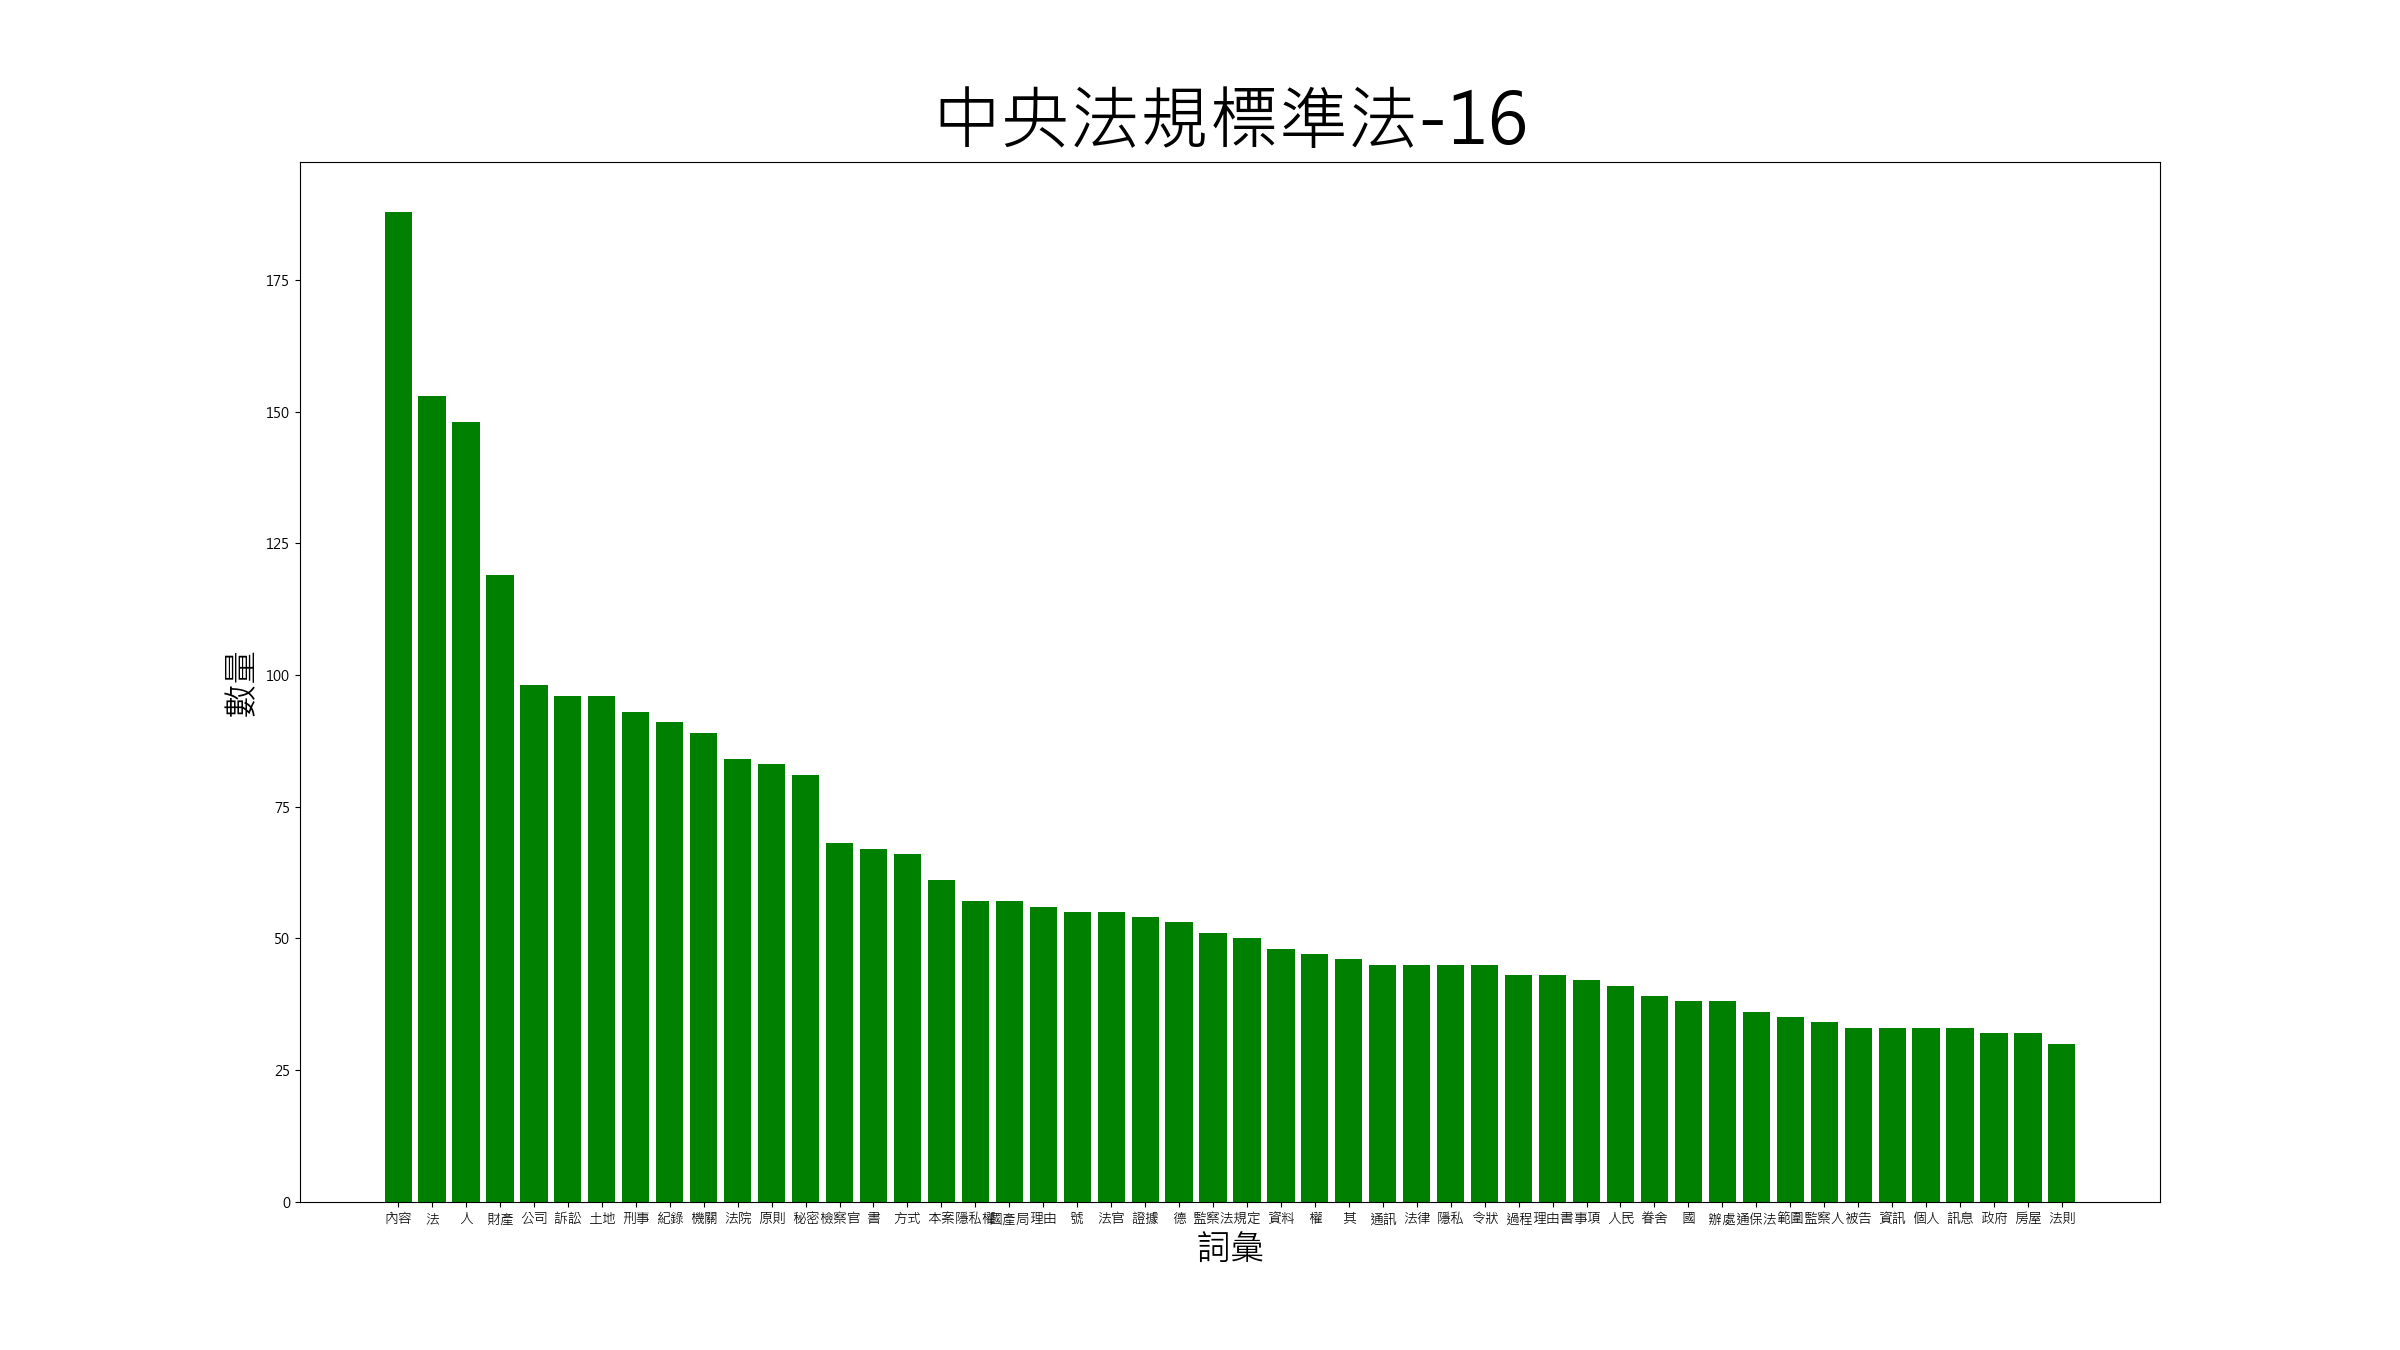 中央法規標準法-16
數量
175
150
125
100
75
50
25
0
內容 法 人 財產 公司 訴訟 土地 刑事 紀錄 機關 法院 原則 秘密 檢察官 書 方式 本案 隱私權 國產局 理由 號 法官 證據 德 監察 法規定 資料 權 其 通訊 法律 隱私 令狀 過程 理由書 事項 人民 眷舍 國 辦處 通保法 範圍 監察人 被告 資訊 個人 訊息 政府 房屋 法則
詞彙